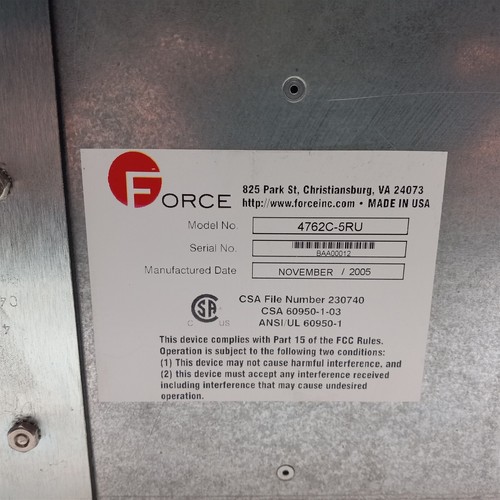 FORCE
825 Park St, Christiansburg, VA 24073
http://www.forceinc.com • MADE IN USA
Model No. 4762C-5RU
Serial No. BAA00012
Manufactured Date NOVEMBER / 2005
CSA File Number 230740
CSA 60950-1-03
ANSI/UL 60950-1
C US
This device complies with Part 15 of the FCC Rules.
Operation is subject to the following two conditions:
(1) This device may not cause harmful interference, and
(2) this device must accept any interference received
including interference that may cause undesired
operation.